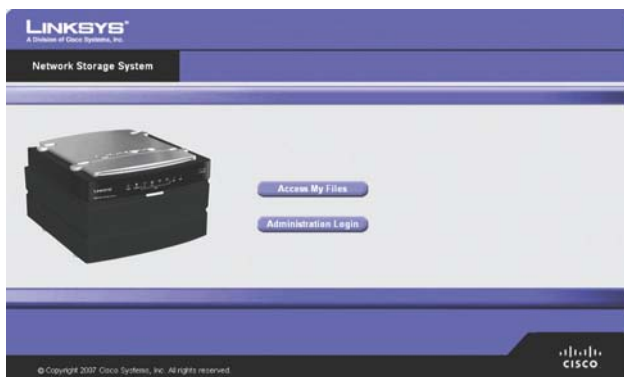 LINKSYS®
A Division of Cisco Systems, Inc.
Network Storage System
Access My Files
Administration Login
© Copyright 2007 Cisco Systems, Inc. All rights reserved.
CISCO